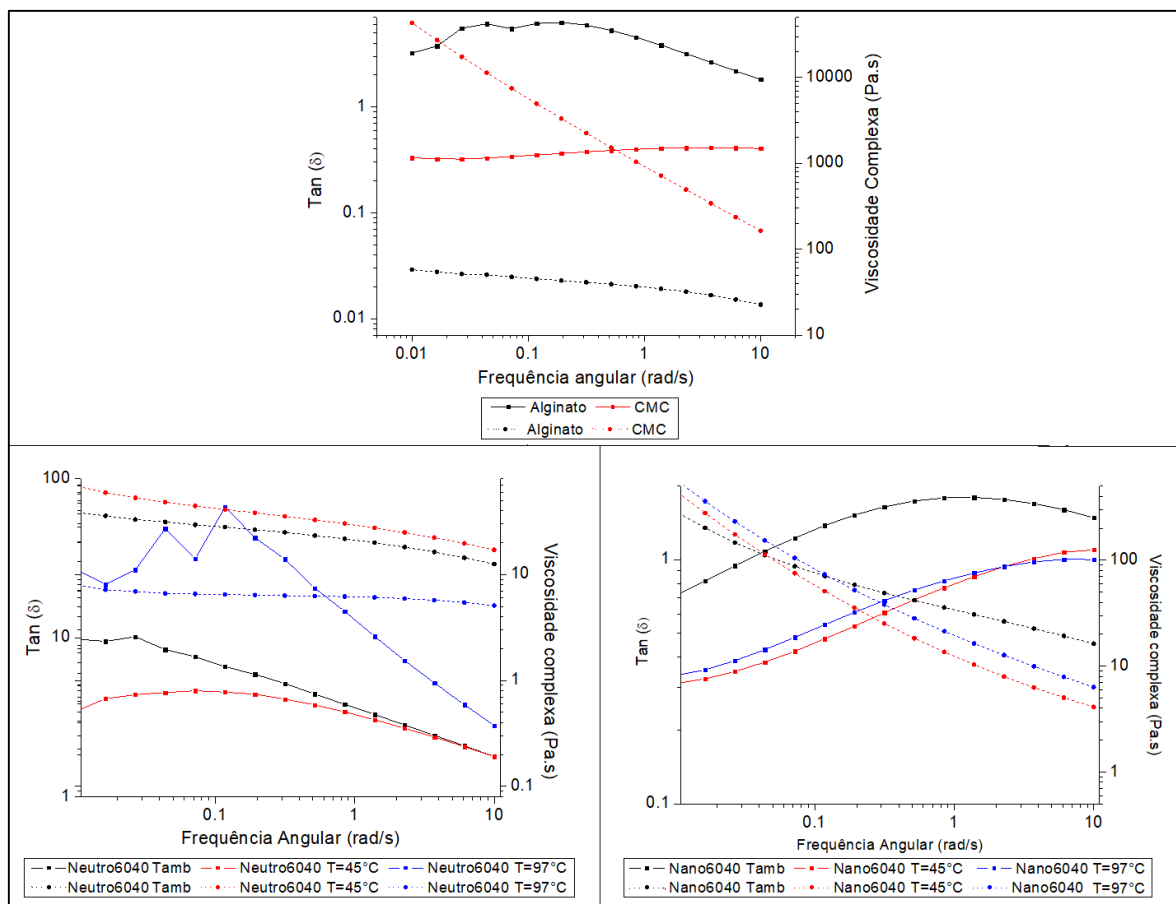 Tan (δ)
1
0.1
0.01
10000
1000
100
10
Viscosidade Complexa (Pa.s)
0.01 0.1 1 10
Frequência angular (rad/s)
Alginato CMC
Alginato CMC
Tan (δ)
100
10
1
10
1
0.1
Viscosidade complexa (Pa.s)
0.1 1 10
Frequência Angular (rad/s)
Neutro6040 Tamb Neutro6040 T=45°C Neutro6040 T=97°C
Neutro6040 Tamb Neutro6040 T=45°C Neutro6040 T=97°C
Tan (δ)
1
0.1
100
10
1
Viscosidade complexa (Pa.s)
0.1 1 10
Frequência Angular (rad/s)
Nano6040 Tamb Nano6040 T=45°C Nano6040 T=97°C
Nano6040 Tamb Nano6040 T=45°C Nano6040 T=97°C